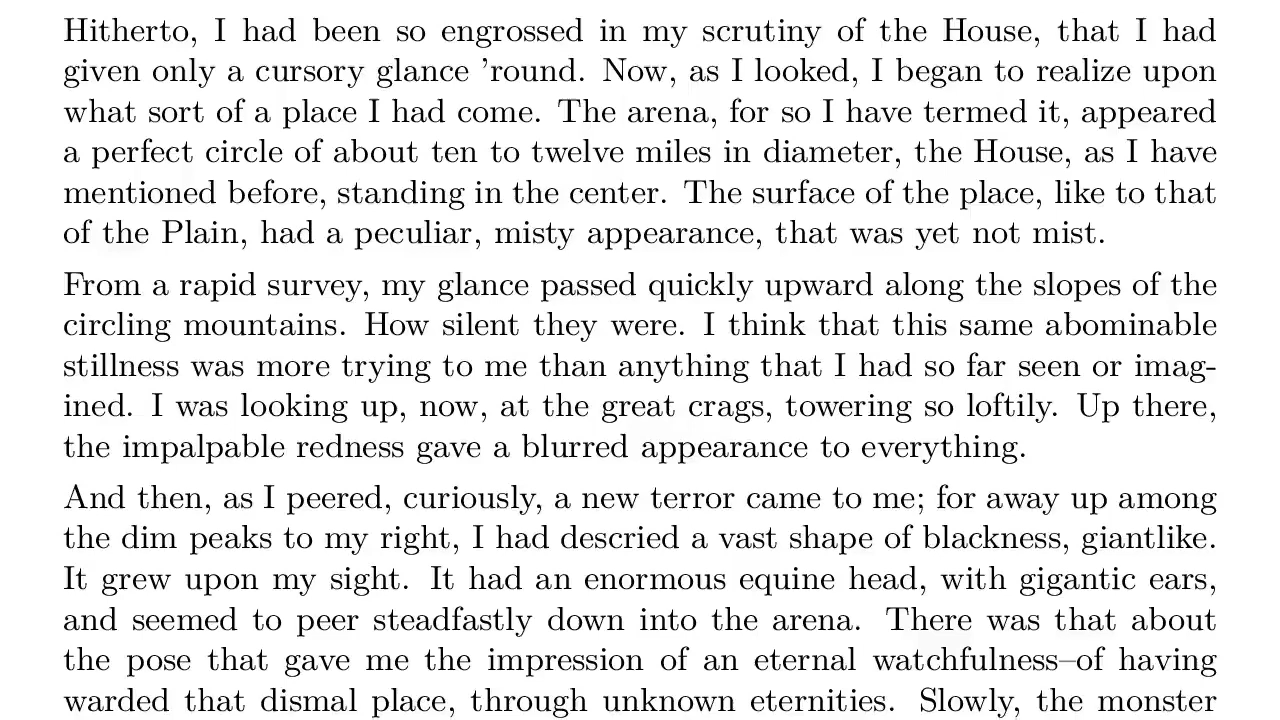 Hitherto, I had been so engrossed in my scrutiny of the House, that I had
given only a cursory glance ’round. Now, as I looked, I began to realize upon
what sort of a place I had come. The arena, for so I have termed it, appeared
a perfect circle of about ten to twelve miles in diameter, the House, as I have
mentioned before, standing in the center. The surface of the place, like to that
of the Plain, had a peculiar, misty appearance, that was yet not mist.
From a rapid survey, my glance passed quickly upward along the slopes of the
circling mountains. How silent they were. I think that this same abominable
stillness was more trying to me than anything that I had so far seen or imag-
ined. I was looking up, now, at the great crags, towering so loftily. Up there,
the impalpable redness gave a blurred appearance to everything.
And then, as I peered, curiously, a new terror came to me; for away up among
the dim peaks to my right, I had descried a vast shape of blackness, giantlike.
It grew upon my sight. It had an enormous equine head, with gigantic ears,
and seemed to peer steadfastly down into the arena. There was that about
the pose that gave me the impression of an eternal watchfulness–of having
warded that dismal place, through unknown eternities. Slowly, the monster